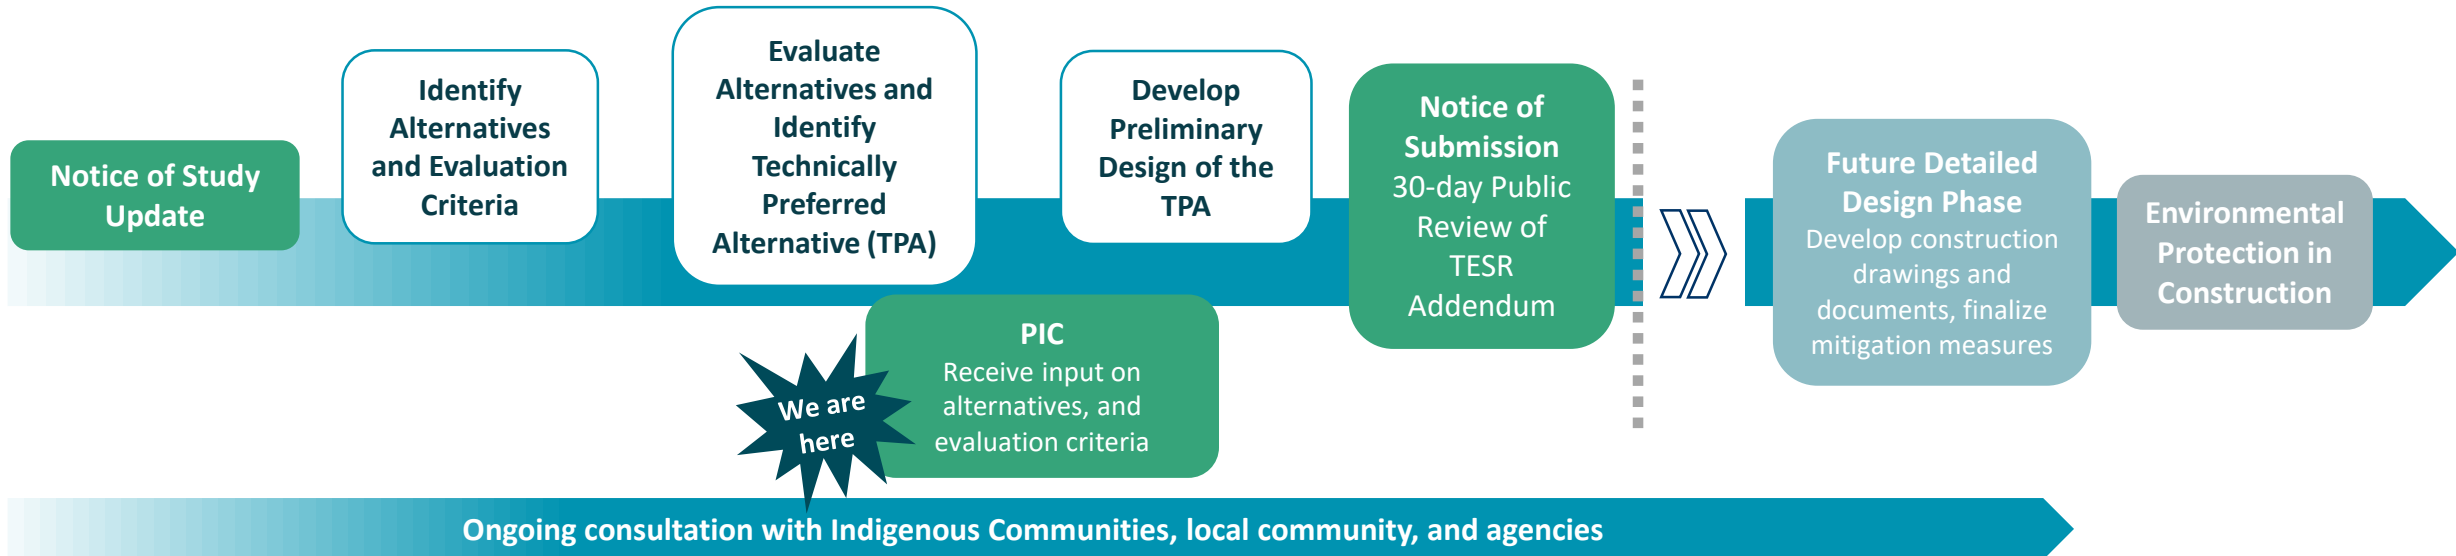 Notice of Study
Update
Identify
Alternatives
and Evaluation
Criteria
Evaluate
Alternatives and
Identify
Technically
Preferred
Alternative (TPA)
Develop
Preliminary
Design of the
TPA
Notice of
Submission
30-day Public
Review of
TESR
Addendum
Future Detailed
Design Phase
Develop construction
drawings and
documents, finalize
mitigation measures
Environmental
Protection in
Construction
We are
here
PIC
Receive input on
alternatives, and
evaluation criteria
Ongoing consultation with Indigenous Communities, local community, and agencies